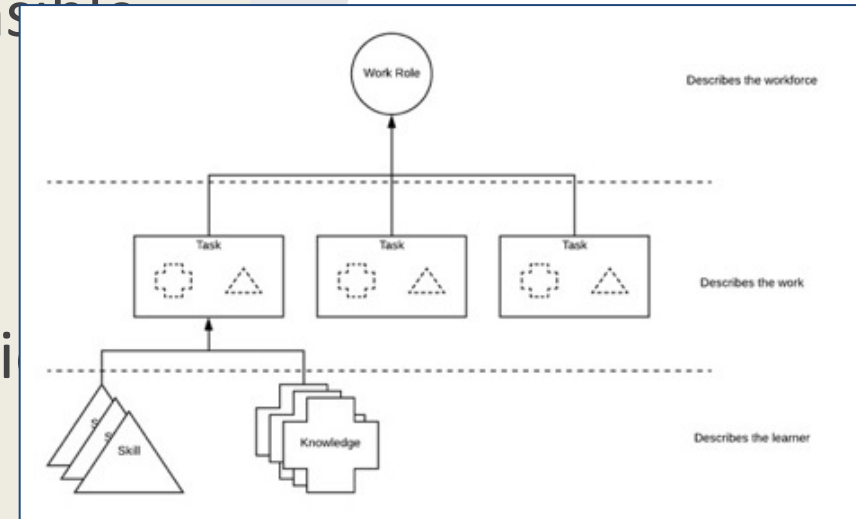 Work Role
Describes the workforce
Task
Task
Task
Describes the work
S
S
Skill
Knowledge
Describes the learner